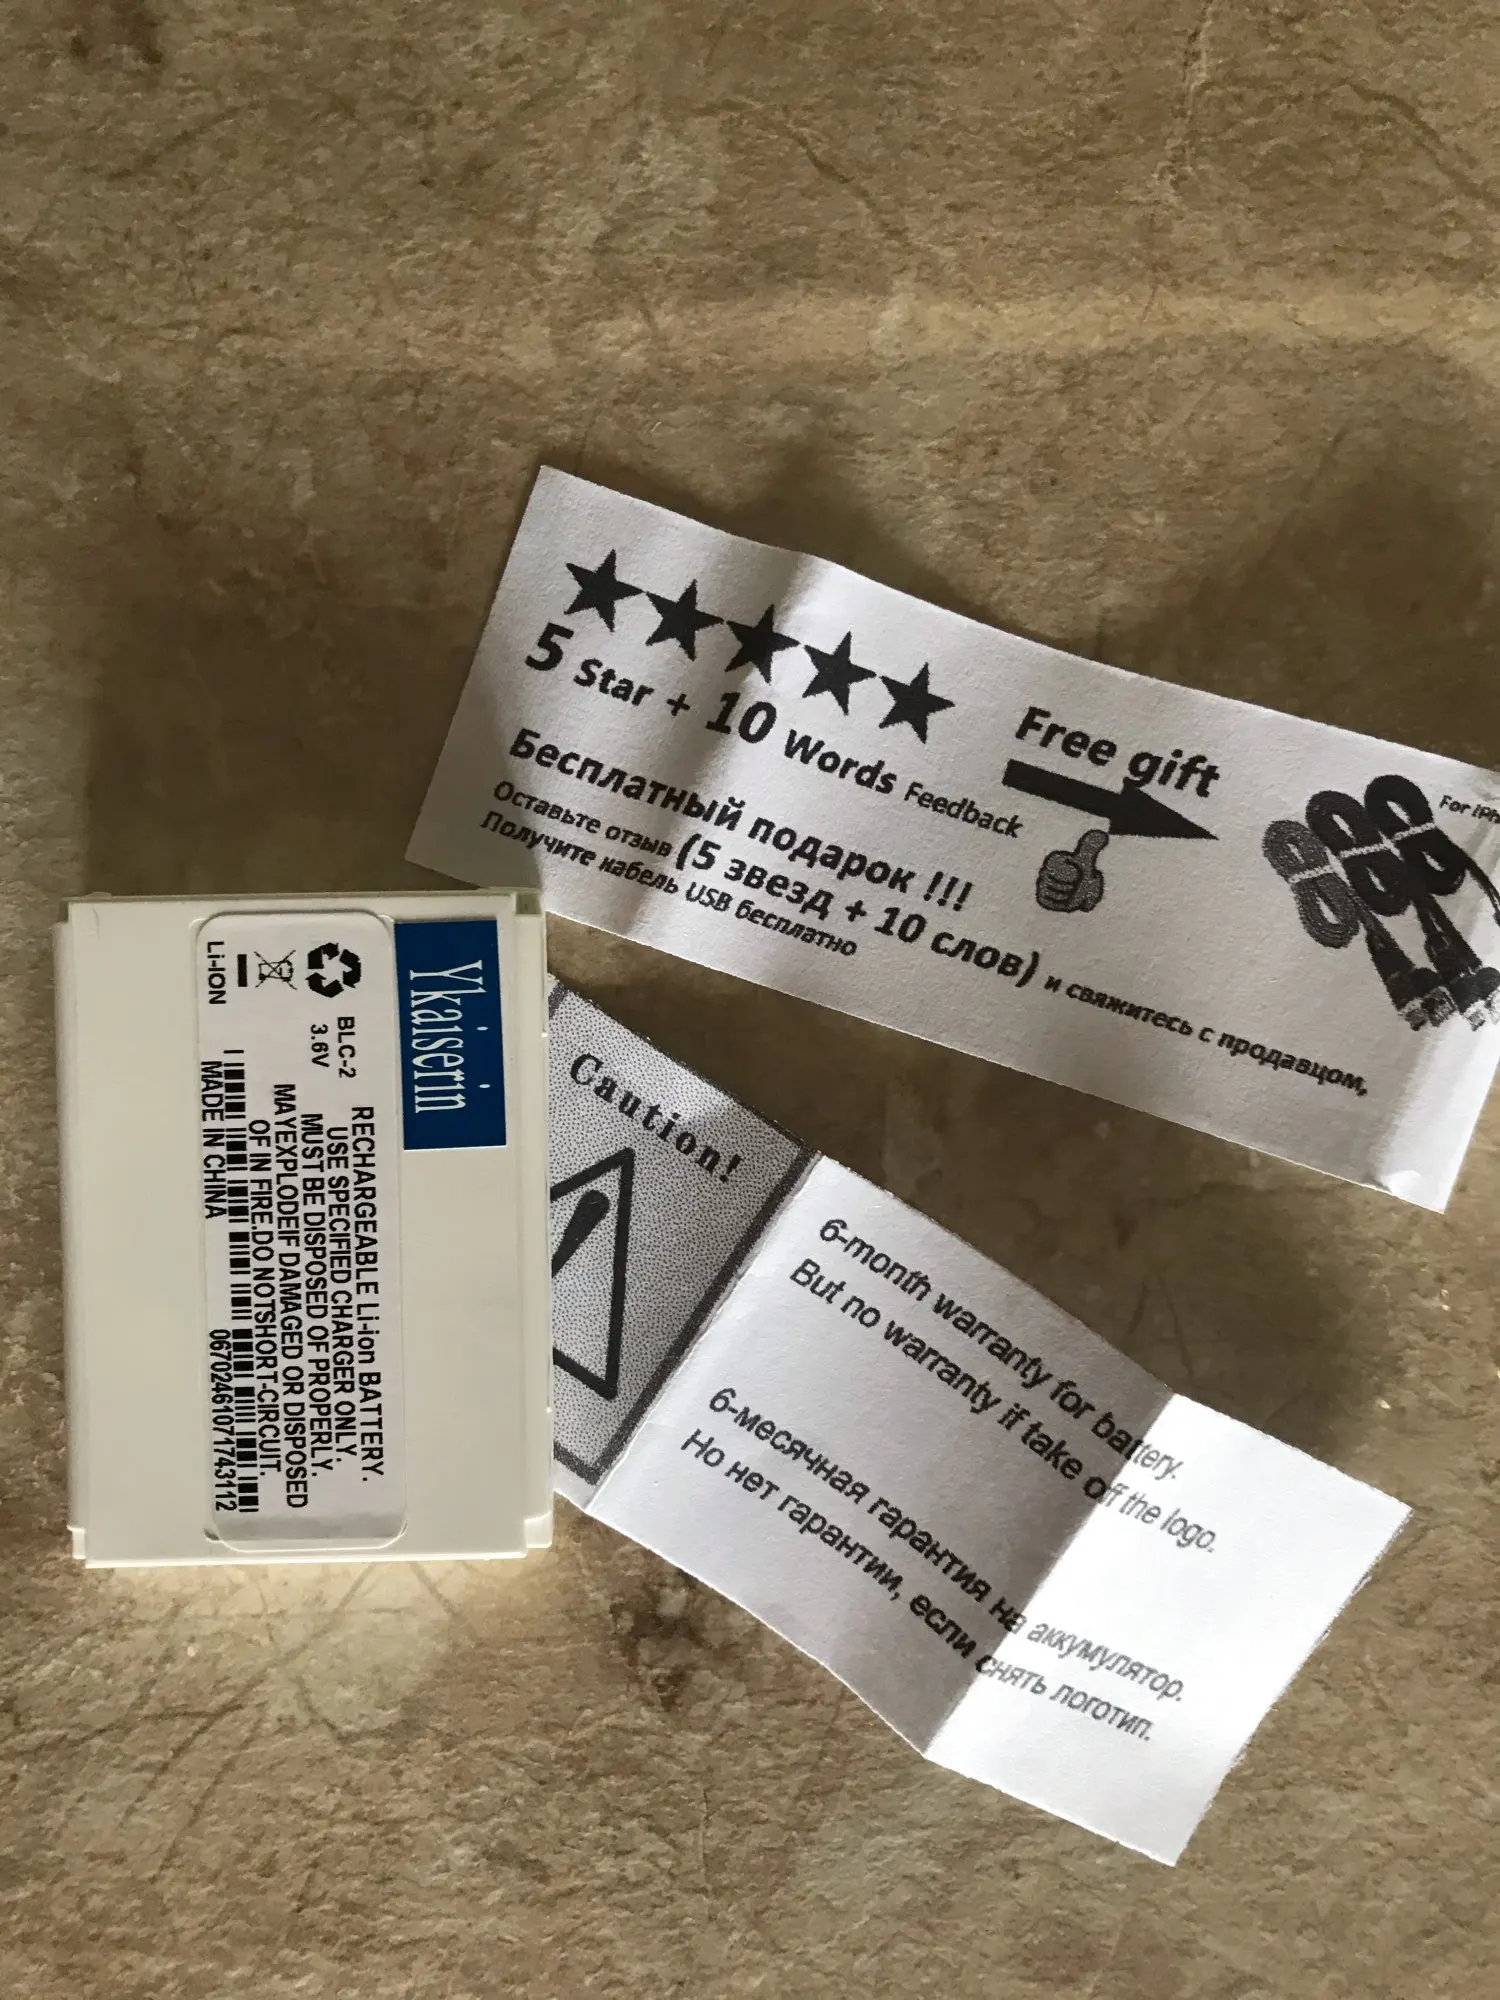 5 Star + 10 Words Feedback
Free gift
Бесплатный подарок !!!
Оставьте отзыв (5 звезд + 10 слов) и свяжитесь с продавцом,
Получите кабель USB бесплатно
For
Ykaiserin
BLC-2
3.6V
Li-ION
RECHARGEABLE Li-ion BATTERY.
USE SPECIFIED CHARGER ONLY.
MUST BE DISPOSED OF PROPERLY.
MAYEXPLODEIF DAMAGED OR DISPOSED
OF IN FIRE.DO NOTSHORT-CIRCUIT.
MADE IN CHINA
06702461071743112
Caution!
6-month warranty for battery.
But no warranty if take off the logo.
6-месячная гарантия на аккумулятор.
Но нет гарантии, если снять логотип.